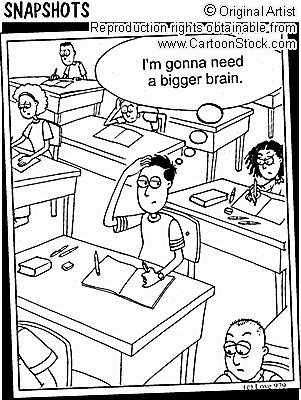 SNAPSHOTS
© Original Artist
Reproduction rights obtainable from
www.CartoonStock.com
I'm gonna need
a bigger brain.